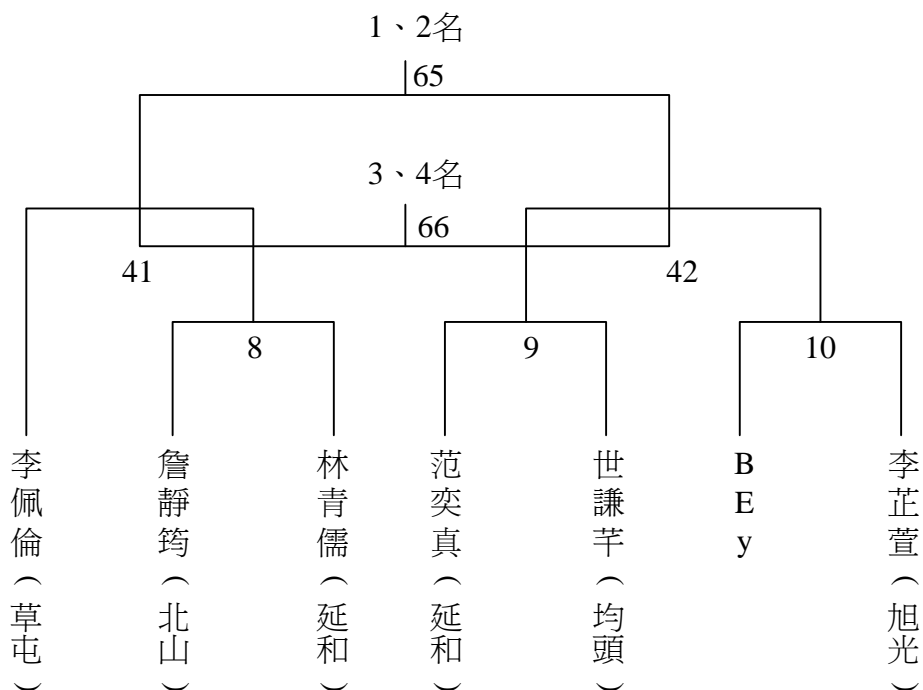 1、2名
65
3、4名
66
41
42
8
9
10
李佩倫(草屯)
詹靜筠(北山)
林青儒(延和)
范奕真(延和)
世謙芊(均頭)
BEy
李芷萱(旭光)